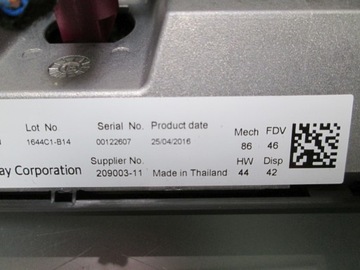 Lot No. Serial No. Product date Mech FDV
1644C1-B14 00122607 25/04/2016 86 46
Supplier No. HW Disp
Corporation 209003-11 Made in Thailand 44 42